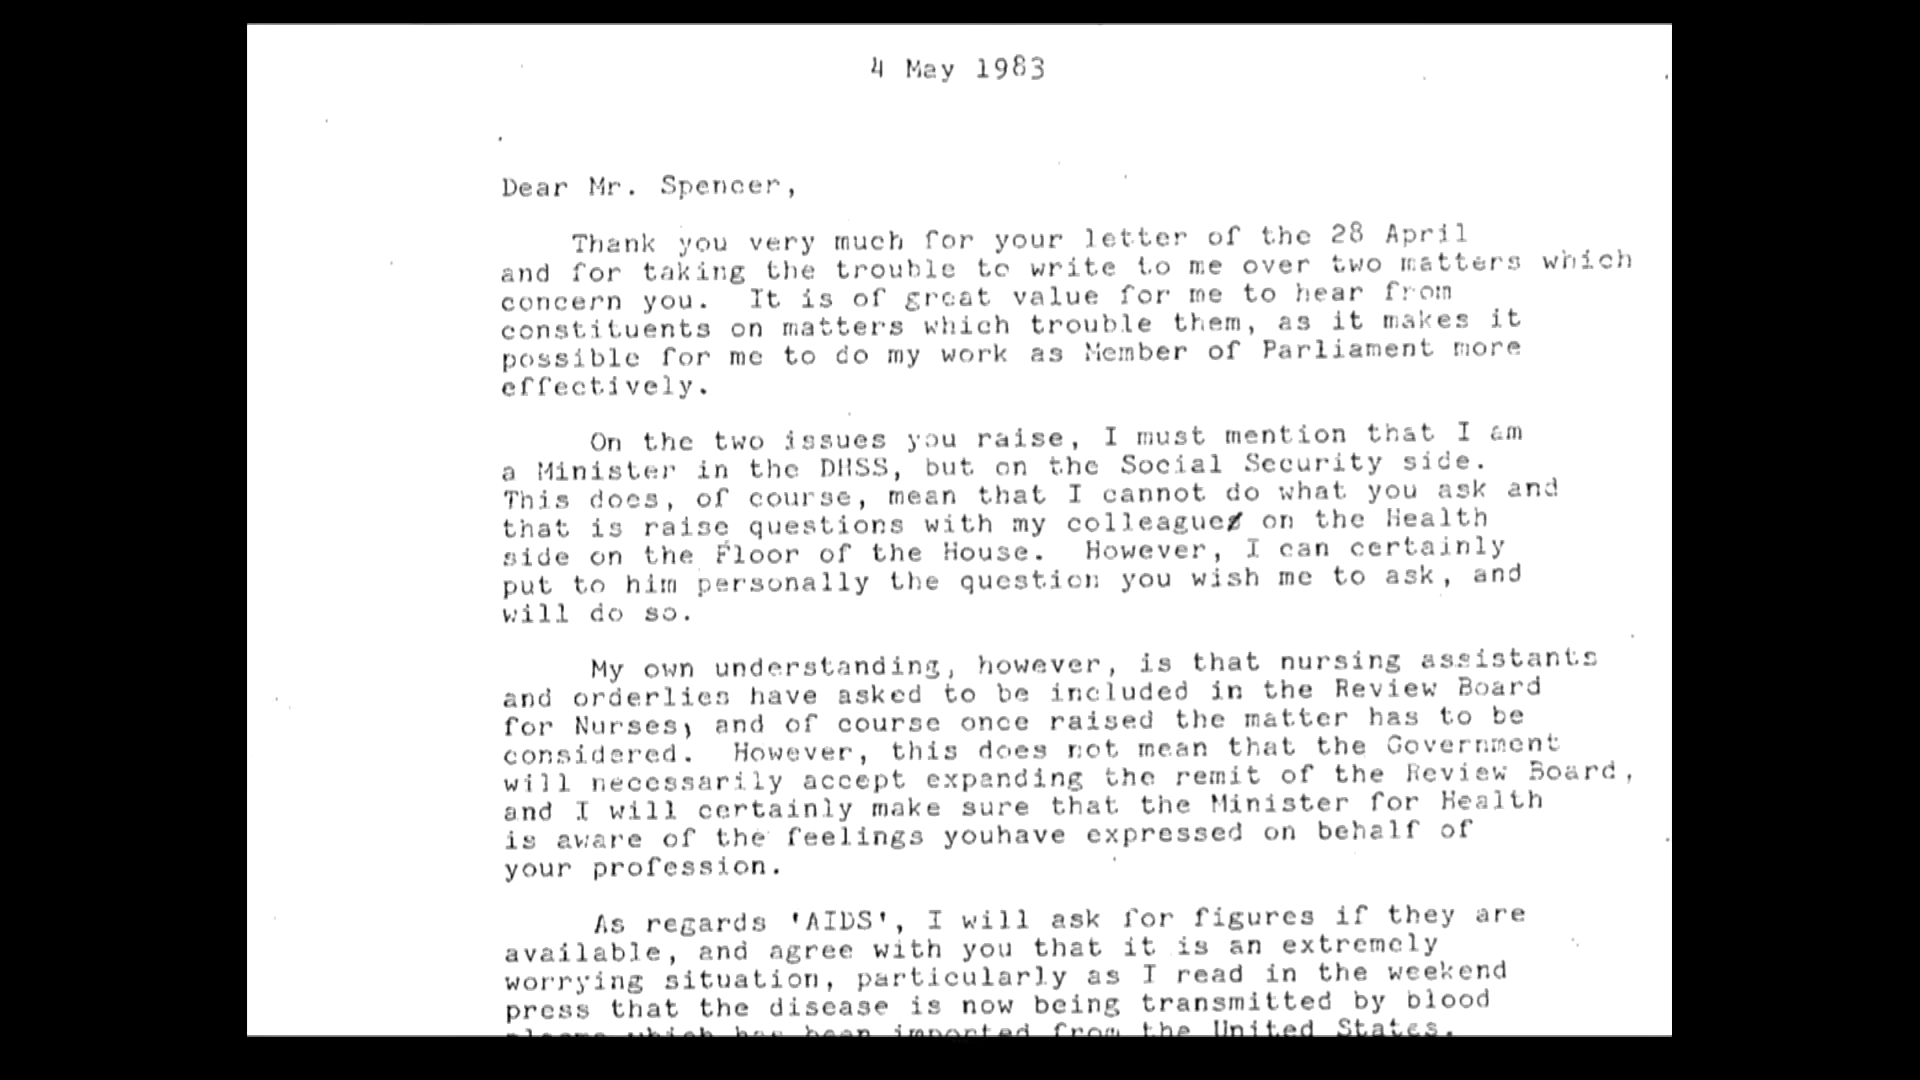 4 May 1983
Dear Mr. Spencer,
Thank you very much for your letter of the 28 April
and for taking the trouble to write to me over two matters which
concern you. It is of great value for me to hear from
constituents on matters which trouble them, as it makes it
possible for me to do my work as Member of Parliament more
effectively.
On the two issues you raise, I must mention that I am
a Minister in the DHSS, but on the Social Security side.
This does, of course, mean that I cannot do what you ask and
that is raise questions with my colleague on the Health
side on the Floor of the House. However, I can certainly
put to him personally the question you wish me to ask, and
will do so.
My own understanding, however, is that nursing assistants
and orderlies have asked to be included in the Review Board
for Nurses, and of course once raised the matter has to be
considered. However, this does not mean that the Government
will necessarily accept expanding the remit of the Review Board,
and I will certainly make sure that the Minister for Health
is aware of the feelings youhave expressed on behalf of
your profession.
As regards 'AIDS', I will ask for figures if they are
available, and agree with you that it is an extremely
worrying situation, particularly as I read in the weekend
press that the disease is now being transmitted by blood
plasma which has been imported from the United States.